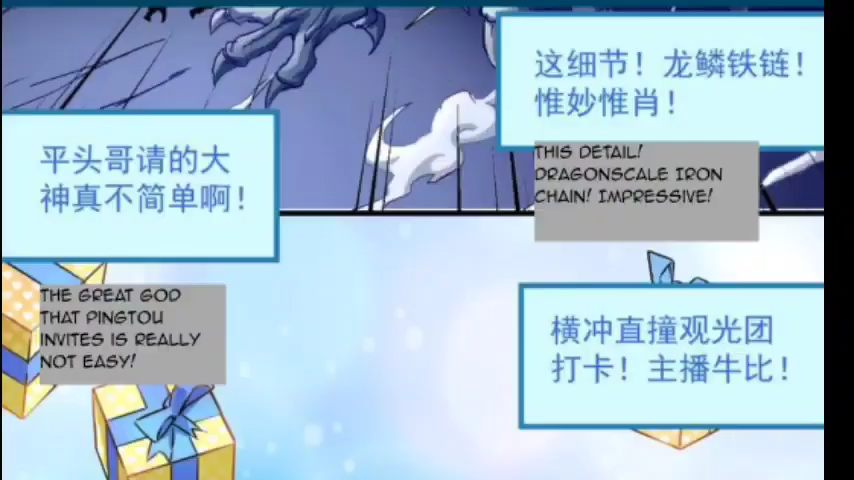 这细节！龙鳞铁链！
惟妙惟肖！
THIS DETAIL!
DRAGONSCALE IRON
CHAIN! IMPRESSIVE!
平头哥请的大
神真不简单啊！
THE GREAT GOD
THAT PINGTOU
INVITES IS REALLY
NOT EASY!
横冲直撞观光团
打卡！主播牛比！